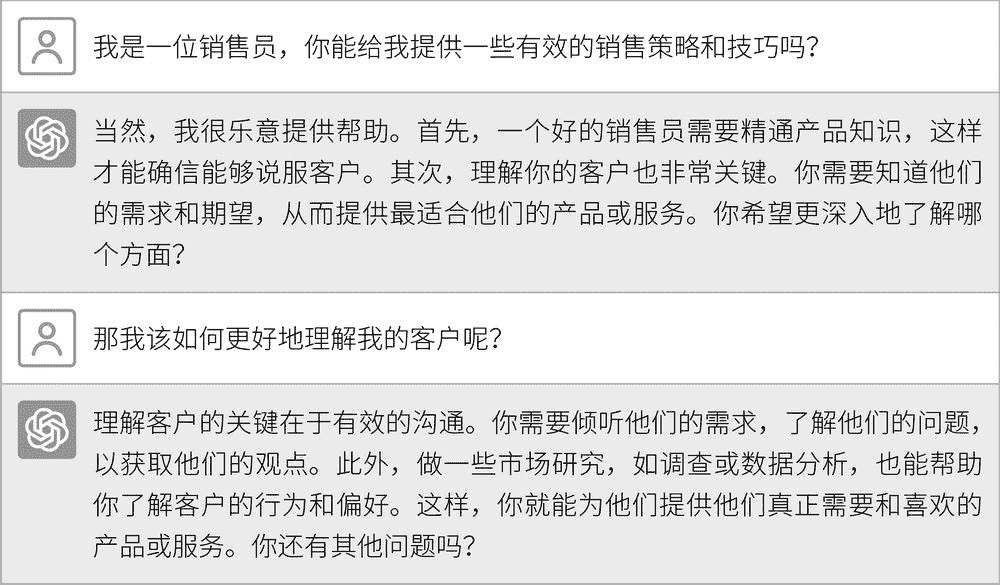 我是一位销售员，你能给我提供一些有效的销售策略和技巧吗？
当然，我很乐意提供帮助。首先，一个好的销售员需要精通产品知识，这样
才能确信能够说服客户。其次，理解你的客户也非常关键。你需要知道他们
的需求和期望，从而提供最适合他们的产品或服务。你希望更深入地了解哪
个方面？
那我该如何更好地理解我的客户呢？
理解客户的关键在于有效的沟通。你需要倾听他们的需求，了解他们的问题，
以获取他们的观点。此外，做一些市场研究，如调查或数据分析，也能帮助
你了解客户的行为和偏好。这样，你就能为他们提供他们真正需要和喜欢的
产品或服务。你还有其他问题吗？